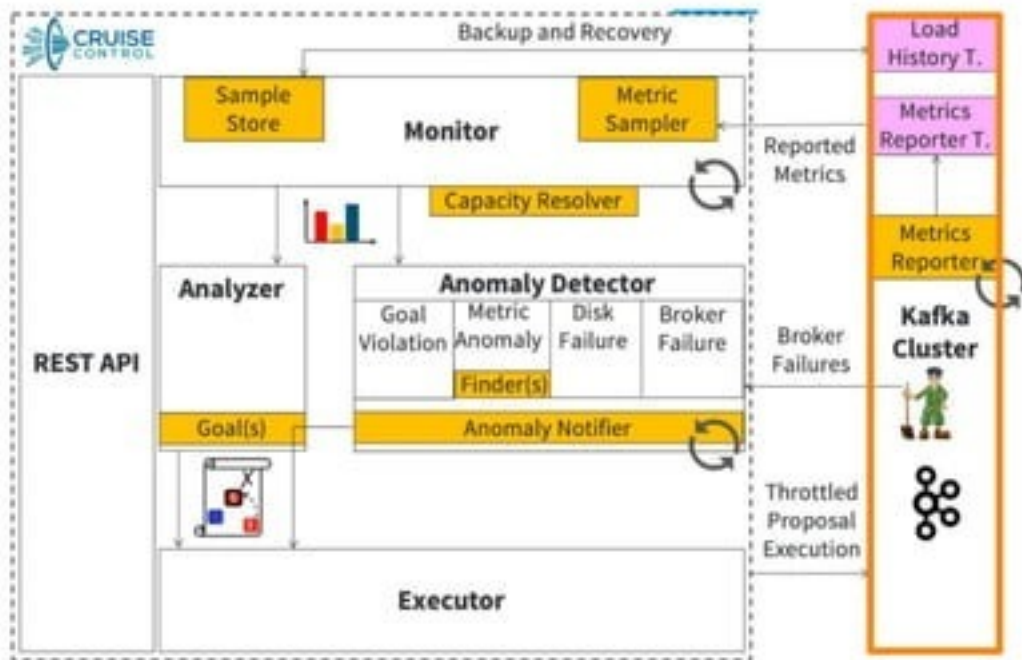 CRUISE
CONTROL
Backup and Recovery
Load
History T.
Sample
Store
Monitor
Metric
Sampler
Metrics
Reporter T.
Reported
Metrics
Capacity Resolver
Metrics
Reporter
REST API
Analyzer
Goal(s)
Anomaly Detector
Goal
Violation
Metric
Anomaly
Disk
Failure
Broker
Failure
Finder(s)
Anomaly Notifier
Broker
Failures
Kafka
Cluster
Throttled
Proposal
Execution
Executor